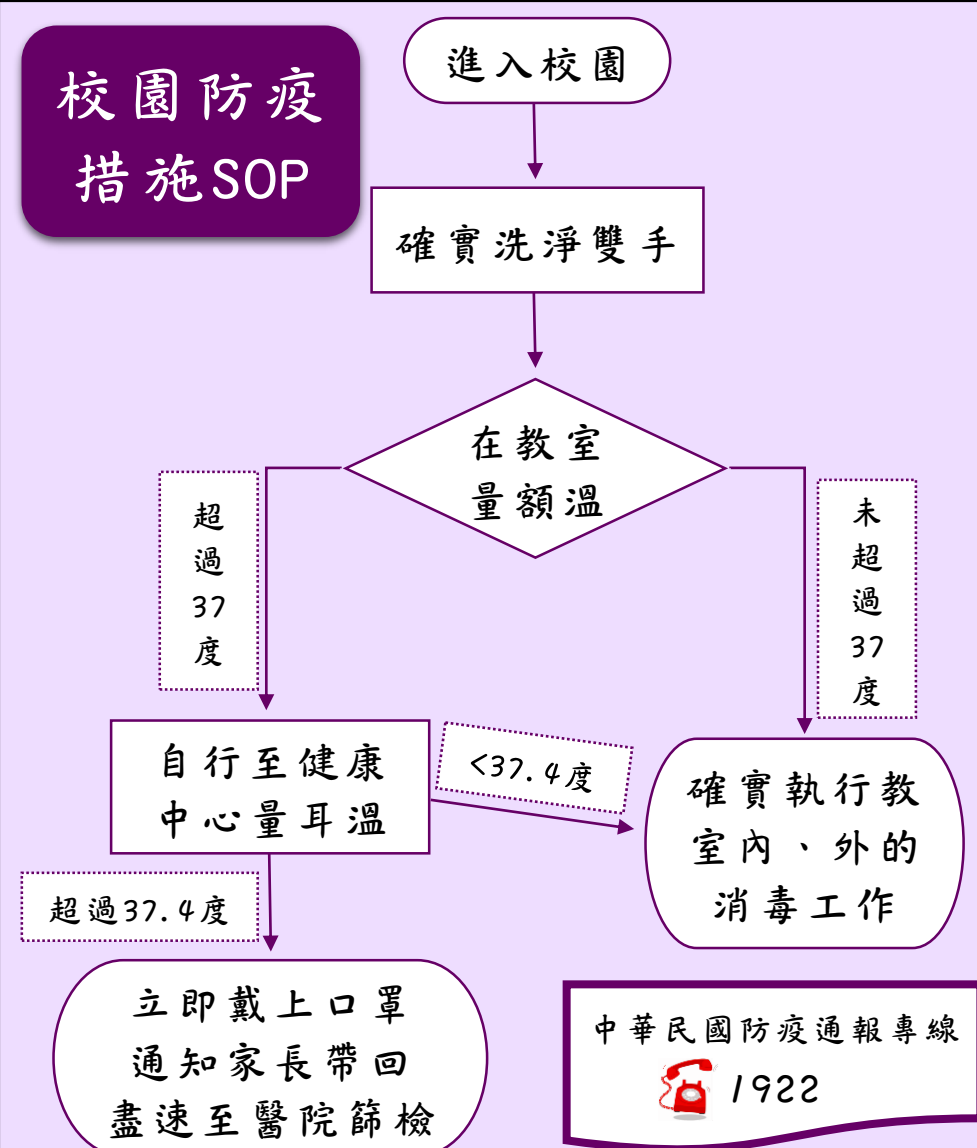 校園防疫
措施SOP
進入校園
確實洗淨雙手
在教室
量額溫
超
過
37
度
未
超
過
37
度
自行至健康
中心量耳溫
<37.4度
確實執行教
室內、外的
消毒工作
超過37.4度
立即戴上口罩
通知家長帶回
盡速至醫院篩檢
中華民國防疫通報專線
1922